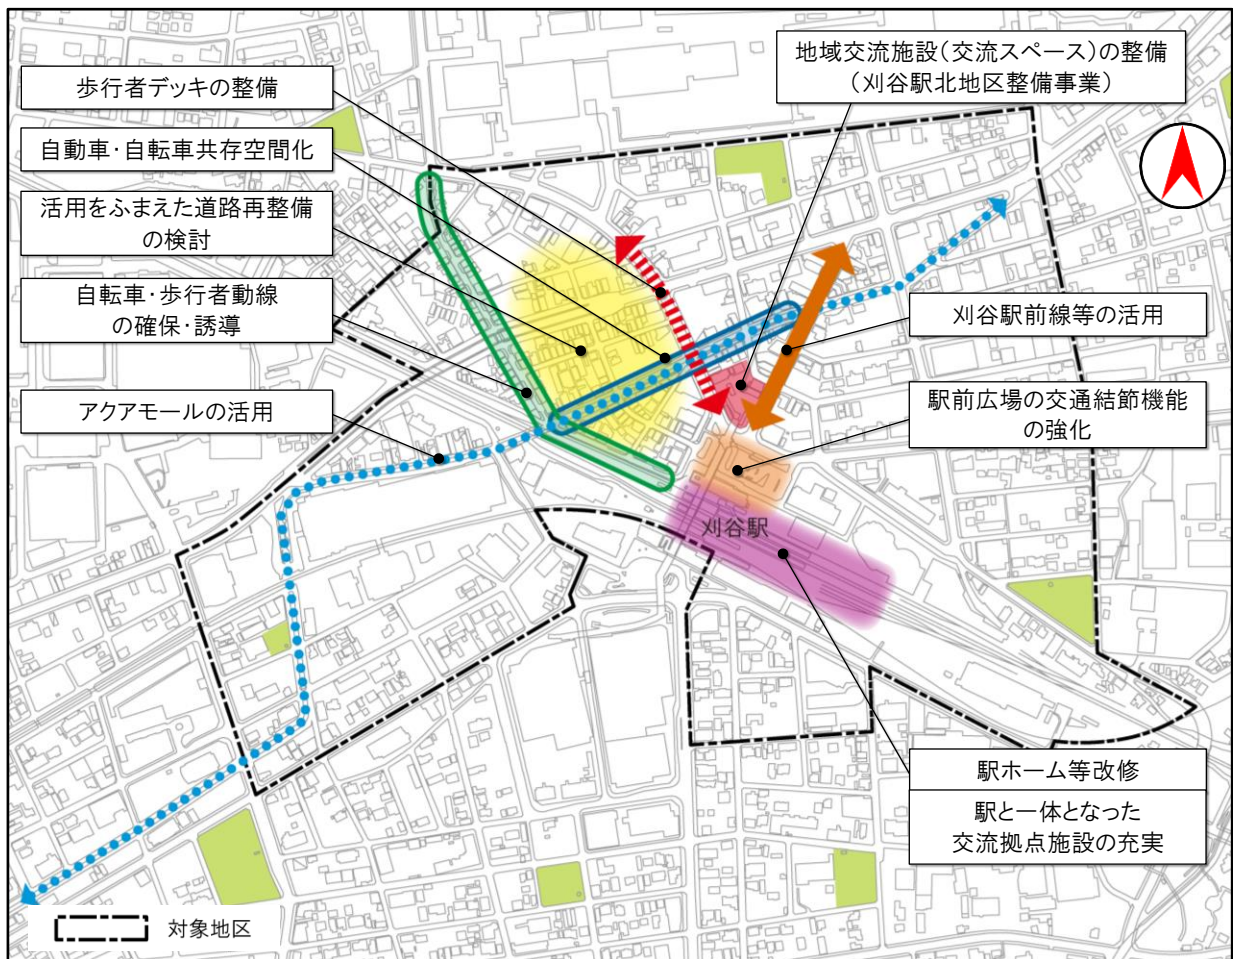 歩行者デッキの整備
自動車・自転車共存空間化
活用をふまえた道路再整備
の検討
自転車・歩行者動線
の確保・誘導
アクアモールの活用
地域交流施設（交流スペース）の整備
（刈谷駅北地区整備事業）
刈谷駅前線等の活用
駅前広場の交通結節機能
の強化
刈谷駅
駅ホーム等改修
駅と一体となった
交流拠点施設の充実
対象地区